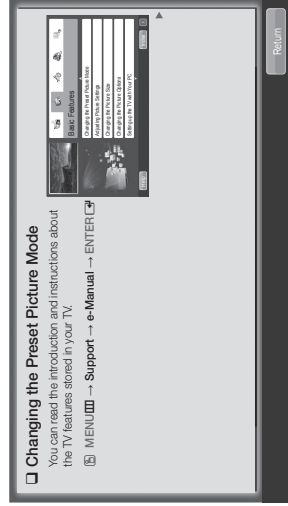 ❑ Changing the Preset Picture Mode
You can read the introduction and instructions about
the TV features stored in your TV.
MENU → Support → e-Manual → ENTER
Basic Features
Changing the Preset Picture Mode
Adjusting Picture Settings
Changing the Picture Size
Changing the Picture Options
Setting up the TV with Your PC
Return